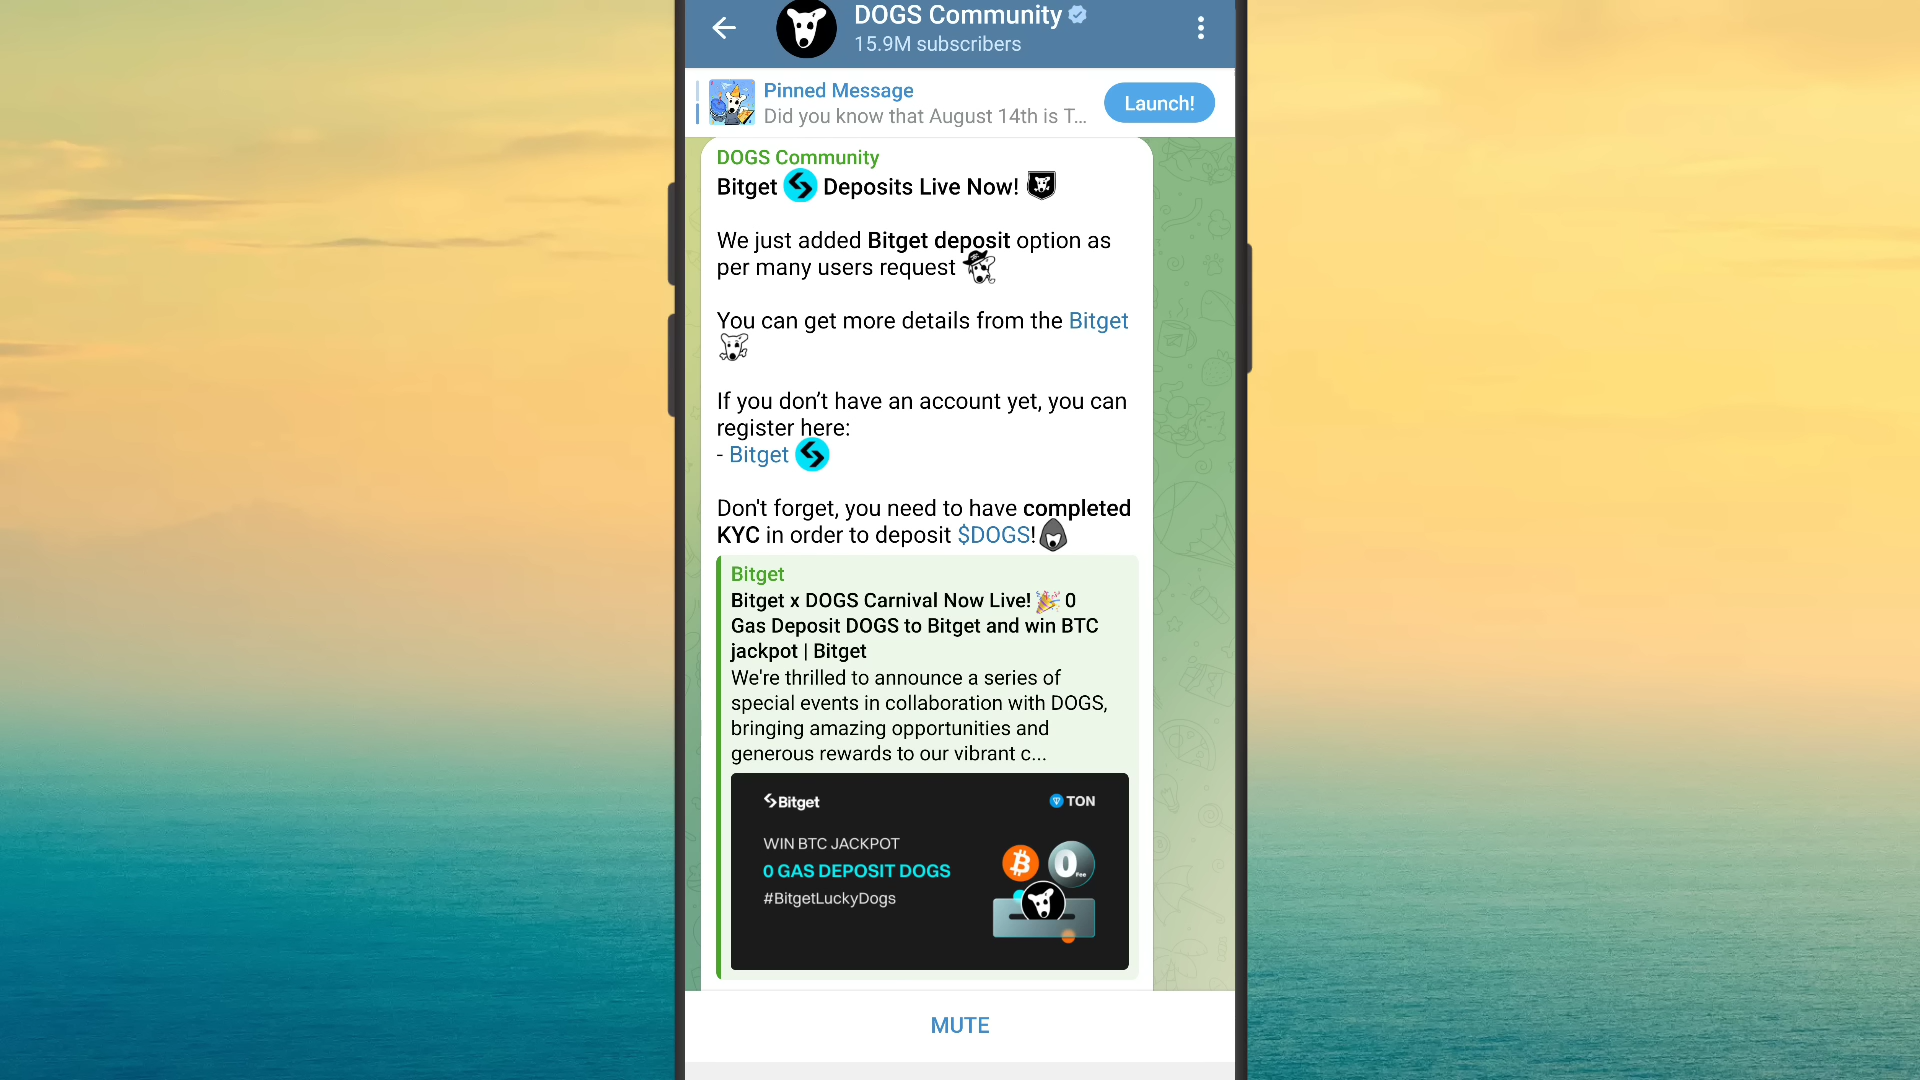 DOGS Community
15.9M subscribers
Pinned Message
Did you know that August 14th is T...
Launch!
DOGS Community
Bitget Deposits Live Now!
We just added Bitget deposit option as
per many users request
You can get more details from the Bitget
If you don’t have an account yet, you can
register here:
- Bitget
Don't forget, you need to have completed
KYC in order to deposit $DOGS!
Bitget
Bitget x DOGS Carnival Now Live! 🎉 0
Gas Deposit DOGS to Bitget and win BTC
jackpot | Bitget
We're thrilled to announce a series of
special events in collaboration with DOGS,
bringing amazing opportunities and
generous rewards to our vibrant c...
Bitget
TON
WIN BTC JACKPOT
0 GAS DEPOSIT DOGS
#BitgetLuckyDogs
0 Fee
MUTE